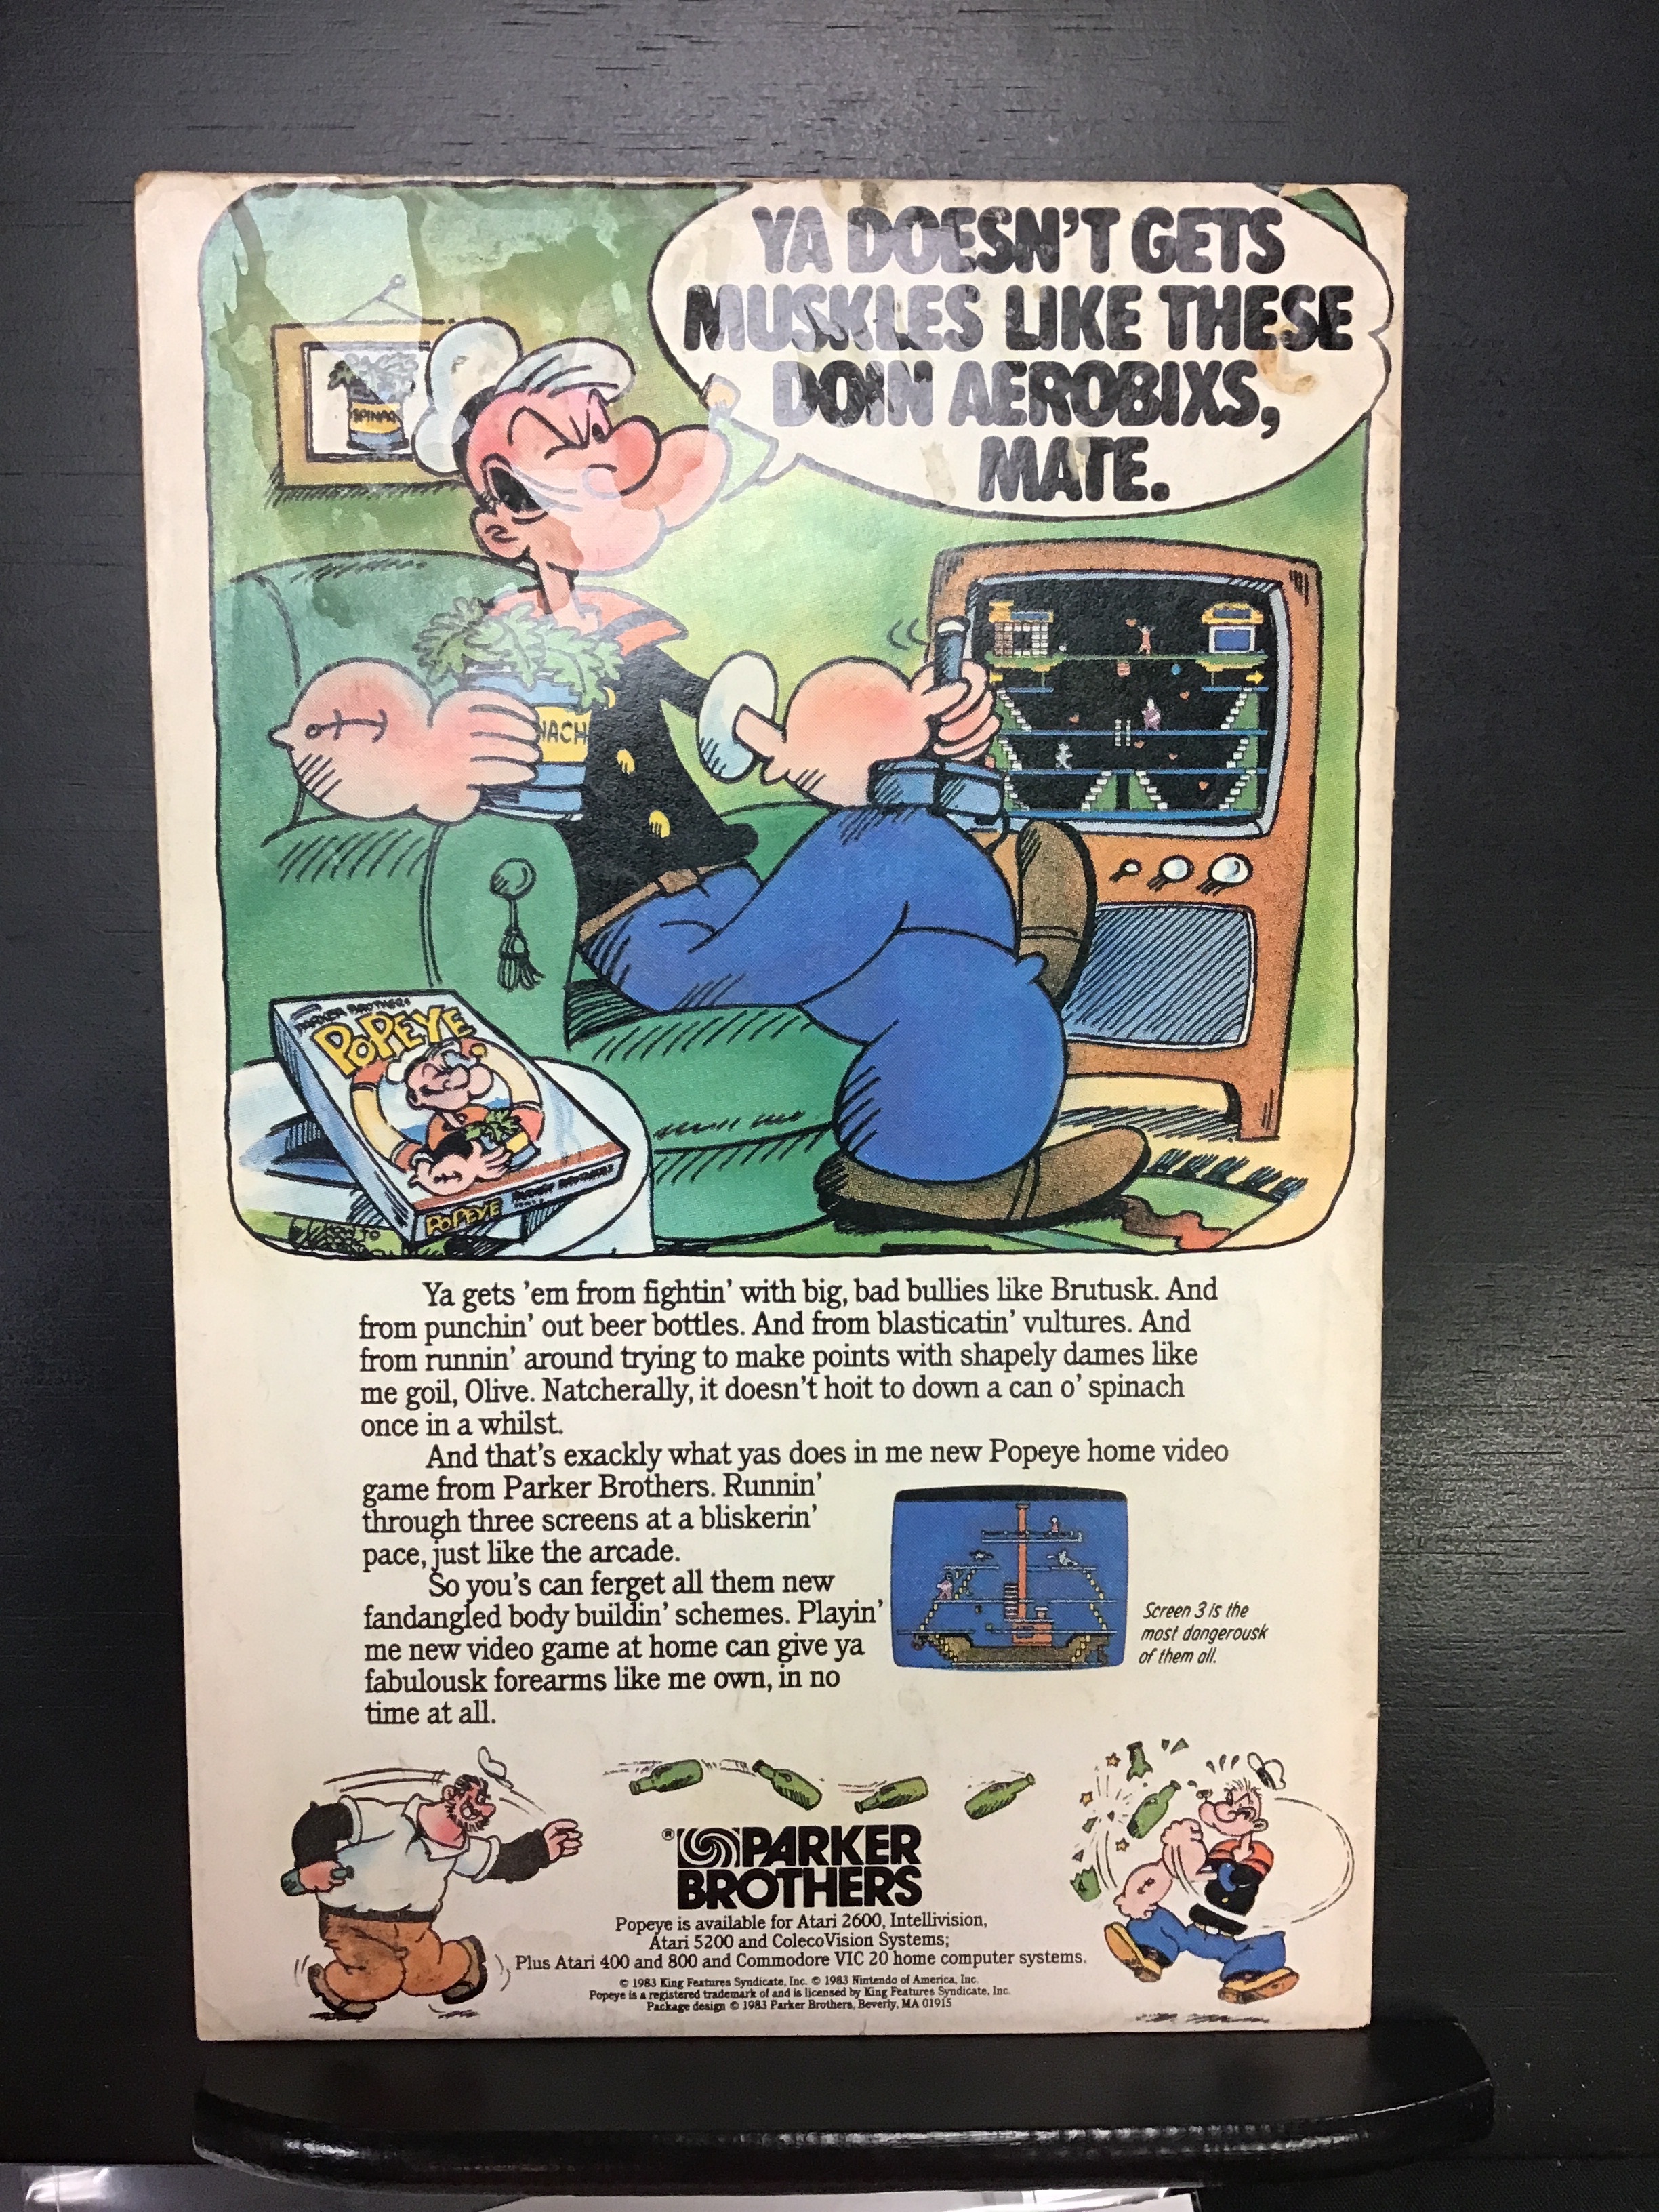 YA DOESN'T GETS
MUSKLES LIKE THESE
DOIN AEROBIXS,
MATE.
SPINACH
NACH
PARKER BROTHERS
POPEYE
POPEYE PARKER BROTHERS
Ya gets 'em from fightin' with big, bad bullies like Brutusk. And
from punchin' out beer bottles. And from blasticatin' vultures. And
from runnin' around trying to make points with shapely dames like
me goil, Olive. Natcherally, it doesn't hoit to down a can o' spinach
once in a whilst.
And that's exackly what yas does in me new Popeye home video
game from Parker Brothers. Runnin'
through three screens at a bliskerin'
pace, just like the arcade.
So you's can ferget all them new
fandangled body buildin' schemes. Playin'
me new video game at home can give ya
fabulousk forearms like me own, in no
time at all.
Screen 3 is the
most dangerousk
of them all.
® PARKER
BROTHERS
Popeye is available for Atari 2600, Intellivision,
Atari 5200 and ColecoVision Systems;
Plus Atari 400 and 800 and Commodore VIC 20 home computer systems.
© 1983 King Features Syndicate, Inc. © 1983 Nintendo of America, Inc.
Popeye is a registered trademark of and is licensed by King Features Syndicate, Inc.
Package design © 1983 Parker Brothers, Beverly, MA 01915